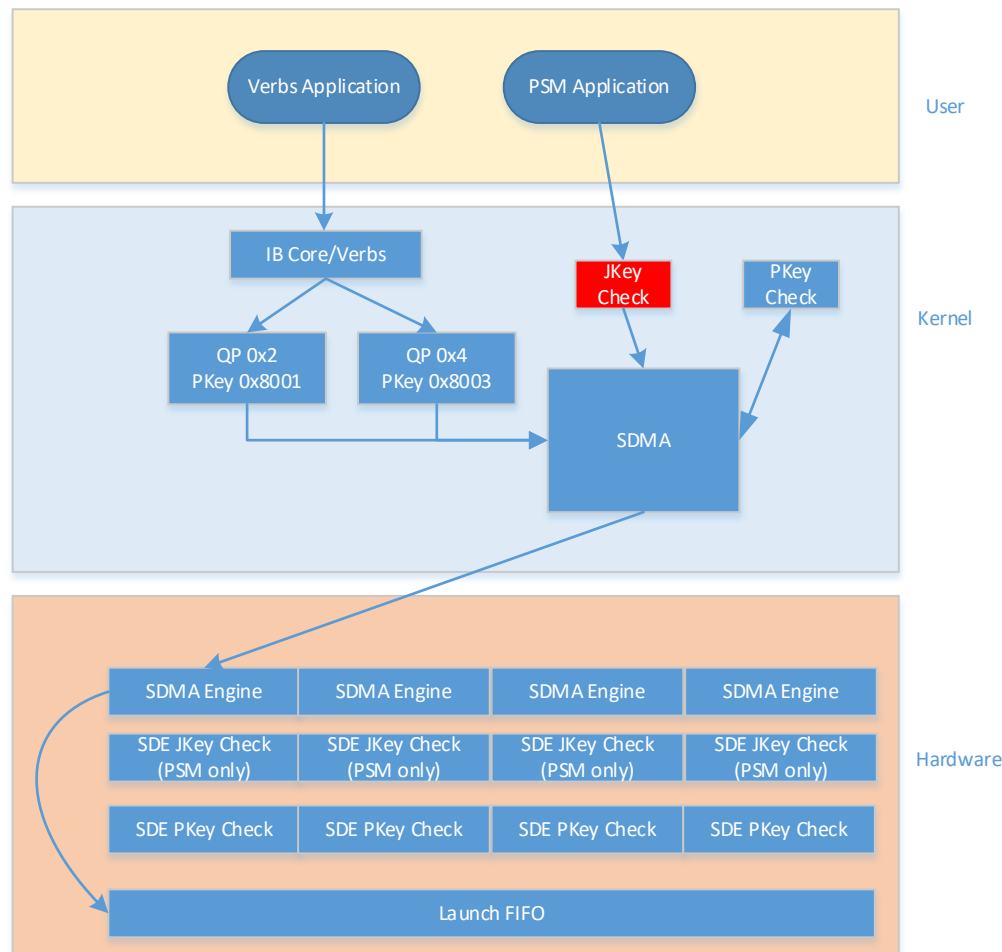 Verbs Application
PSM Application
User
IB Core/Verbs
JKey
Check
PKey
Check
Kernel
QP 0x2
PKey 0x8001
QP 0x4
PKey 0x8003
SDMA
SDMA Engine
SDMA Engine
SDMA Engine
SDMA Engine
SDE JKey Check
(PSM only)
SDE JKey Check
(PSM only)
SDE JKey Check
(PSM only)
SDE JKey Check
(PSM only)
Hardware
SDE PKey Check
SDE PKey Check
SDE PKey Check
SDE PKey Check
Launch FIFO